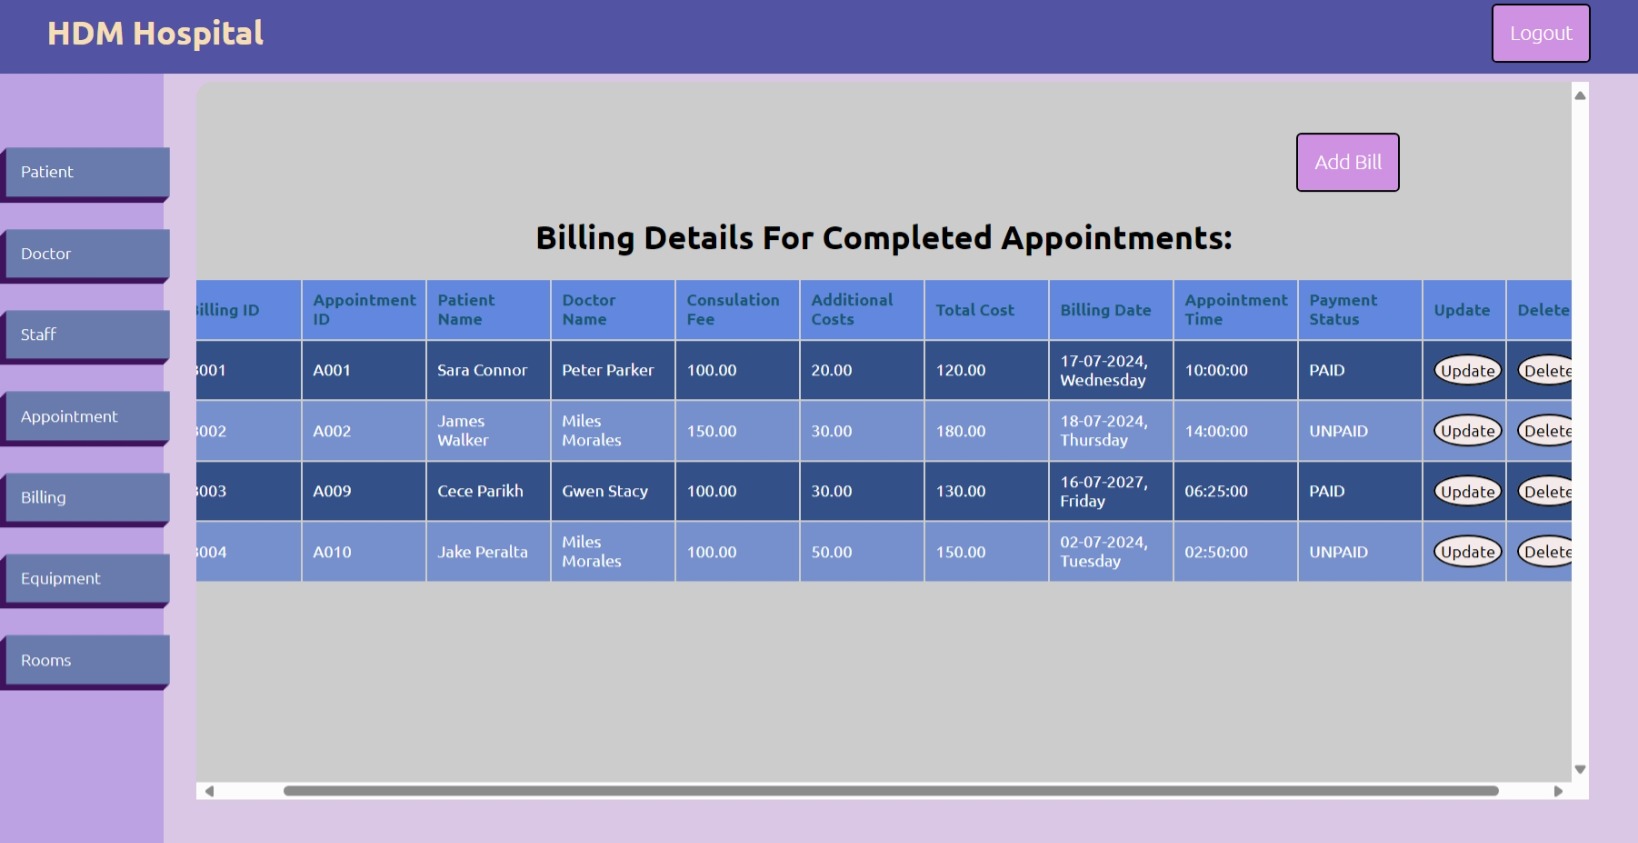 HDM Hospital
Logout
Patient
Doctor
Staff
Appointment
Billing
Equipment
Rooms
Add Bill
Billing Details For Completed Appointments:
illing ID Appointment ID Patient Name Doctor Name Consulation Fee Additional Costs Total Cost Billing Date Appointment Time Payment Status Update Delete
001 A001 Sara Connor Peter Parker 100.00 20.00 120.00 17-07-2024, Wednesday 10:00:00 PAID Update Delete
002 A002 James Walker Miles Morales 150.00 30.00 180.00 18-07-2024, Thursday 14:00:00 UNPAID Update Delete
003 A009 Cece Parikh Gwen Stacy 100.00 30.00 130.00 16-07-2027, Friday 06:25:00 PAID Update Delete
004 A010 Jake Peralta Miles Morales 100.00 50.00 150.00 02-07-2024, Tuesday 02:50:00 UNPAID Update Delete